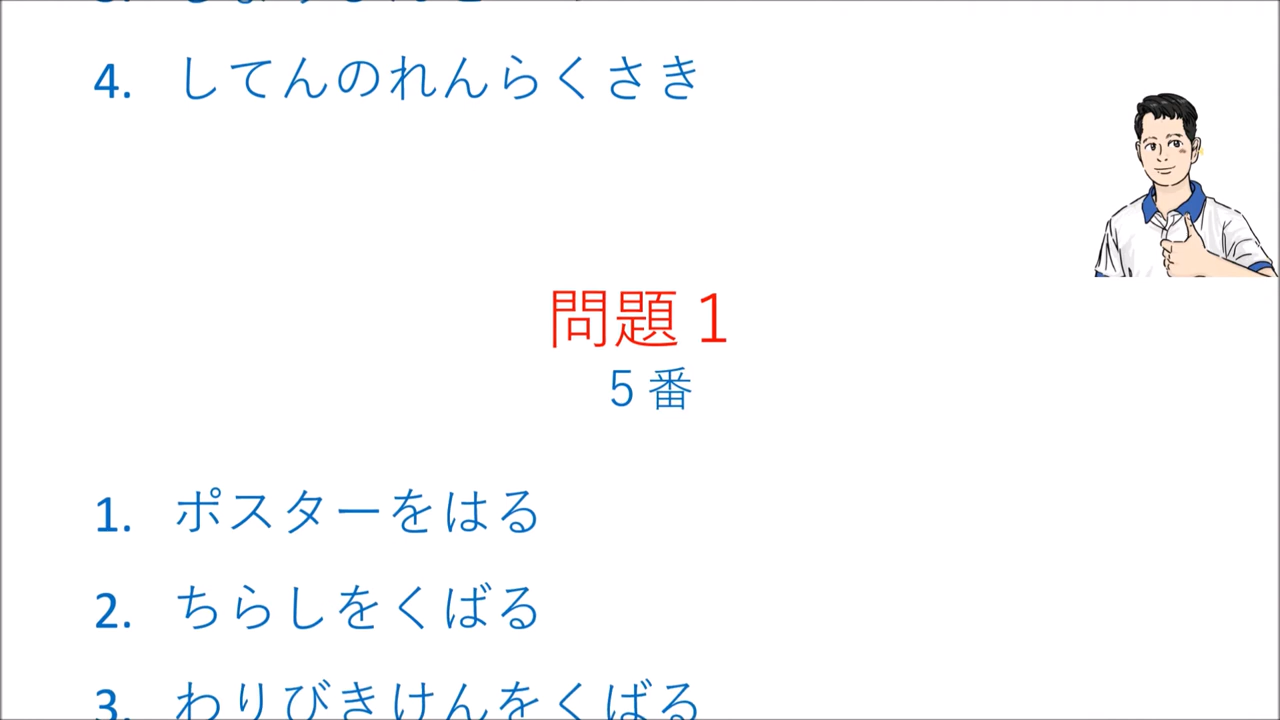 4. してんのれんらくさき
問題 1
5 番
1. ポスターをはる
2. ちらしをくばる
3. わりびきけんをくばる